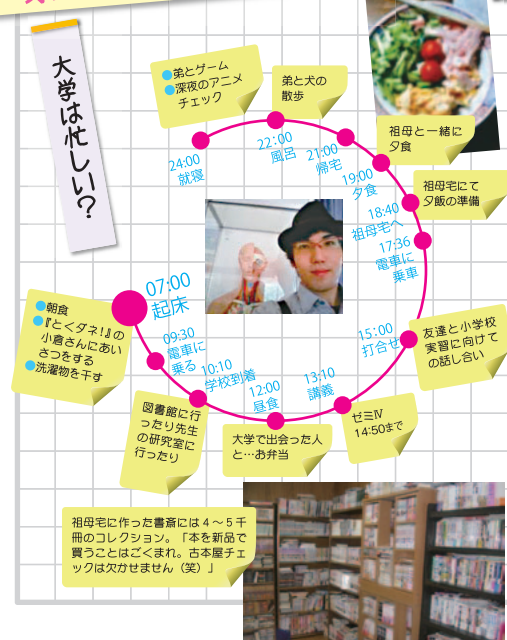 大学は忙しい?
●弟とゲーム
●深夜のアニメ
チェック
弟と犬の
散歩
祖母と一緒に
夕食
祖母宅にて
夕飯の準備
24:00
就寝
22:00
風呂
21:00
帰宅
19:00
夕食
18:40
祖母宅へ
17:36
電車に
乗車
15:00
打合せ
友達と小学校
実習に向けて
の話し合い
07:00
起床
●朝食
●『とくダネ!』の
小倉さんにあい
さつをする
●洗濯物を干す
09:30
電車に
乗る
10:10
学校到着
図書館に行
ったり先生
の研究室に
行ったり
12:00
昼食
大学で出会った人
と…お弁当
13:10
講義
ゼミⅣ
14:50まで
祖母宅に作った書斎には4~5千
冊のコレクション。「本を新品で
買うことはごくまれ。古本屋チェ
ックは欠かせません(笑)」